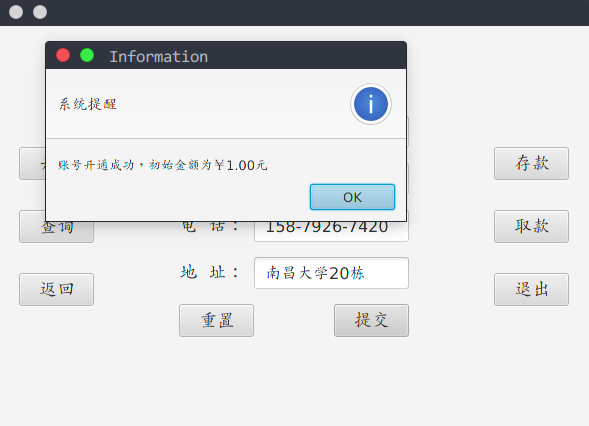 Information
系统提醒
账号开通成功，初始金额为￥1.00元
OK
存款
查询
电 话：
158-7926-7420
取款
返回
地 址：
南昌大学20栋
退出
重置
提交